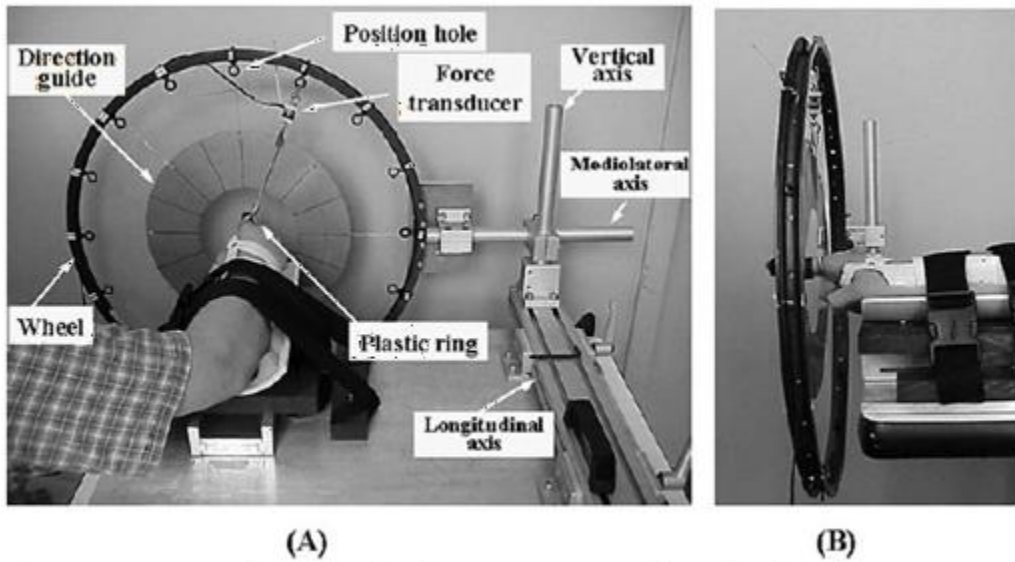 Position hole
Direction
guide
Force
transducer
Vertical
axis
Mediolateral
axis
Wheel
Plastic ring
Longitudinal
axis
(A)
(B)